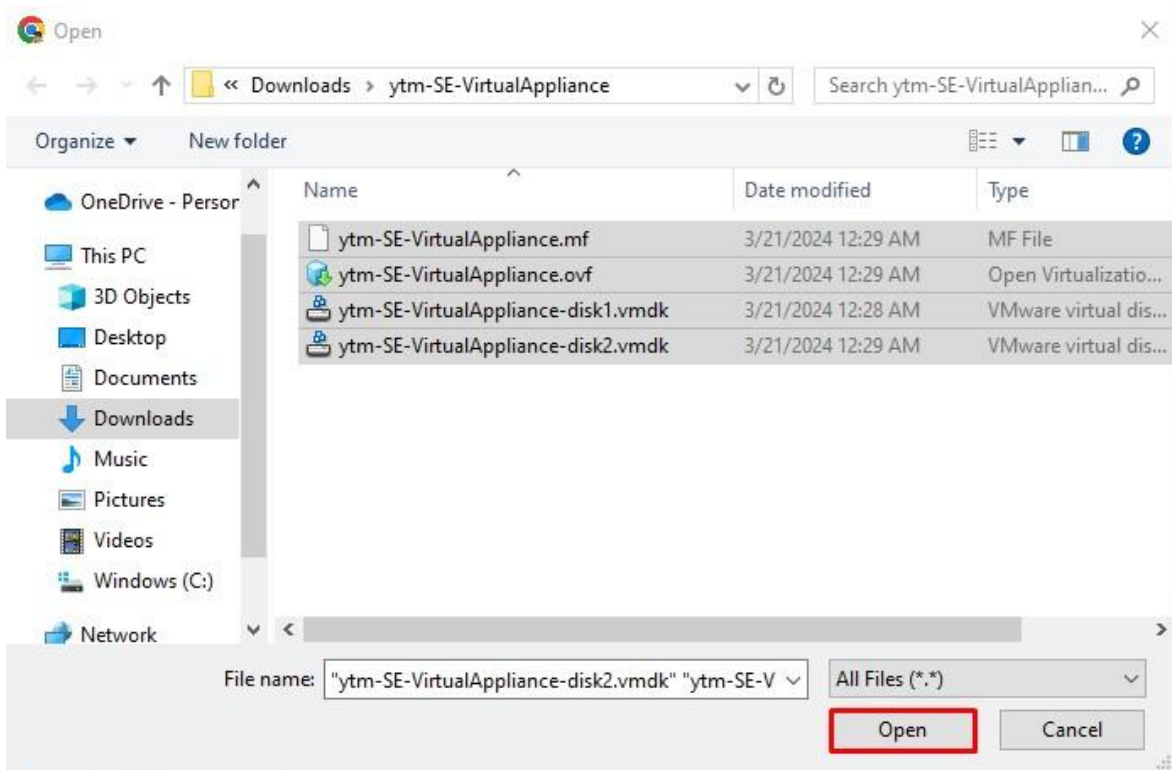 Open
« Downloads › ytm-SE-VirtualAppliance
Search ytm-SE-VirtualApplian...
Organize New folder
?
Name Date modified Type
OneDrive - Person
This PC
3D Objects
Desktop
Documents
Downloads
Music
Pictures
Videos
Windows (C:)
Network
ytm-SE-VirtualAppliance.mf 3/21/2024 12:29 AM MF File
ytm-SE-VirtualAppliance.ovf 3/21/2024 12:29 AM Open Virtualizatio...
ytm-SE-VirtualAppliance-disk1.vmdk 3/21/2024 12:28 AM VMware virtual dis...
ytm-SE-VirtualAppliance-disk2.vmdk 3/21/2024 12:29 AM VMware virtual dis...
File name: "ytm-SE-VirtualAppliance-disk2.vmdk" "ytm-SE-V All Files (*.*)
Open Cancel